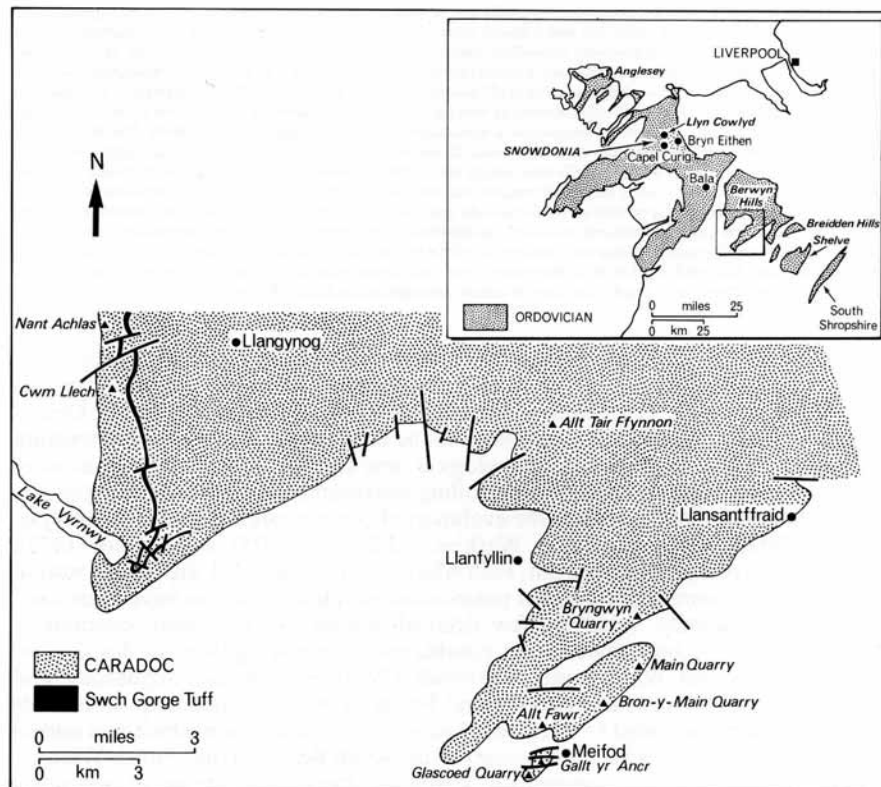 LIVERPOOL
Anglesey
Llyn Cowlyd
Bryn Eithen
SNOWDONIA
Capel Curig
Bala
Berwyn
Hills
Breidden Hills
Shelve
South
Shropshire
0 miles 25
0 km 25
ORDOVICIAN
N
Nant Achlas
Llangynog
Cwm Llech
Allt Tair Ffynnon
Lake Vyrnwy
Llansantffraid
Llanfyllin
Bryngwyn
Quarry
Main Quarry
Bron-y-Main Quarry
Allt Fawr
Meifod
Gallt yr Ancr
Glascoed Quarry
CARADOC
Swch Gorge Tuff
0 miles 3
0 km 3